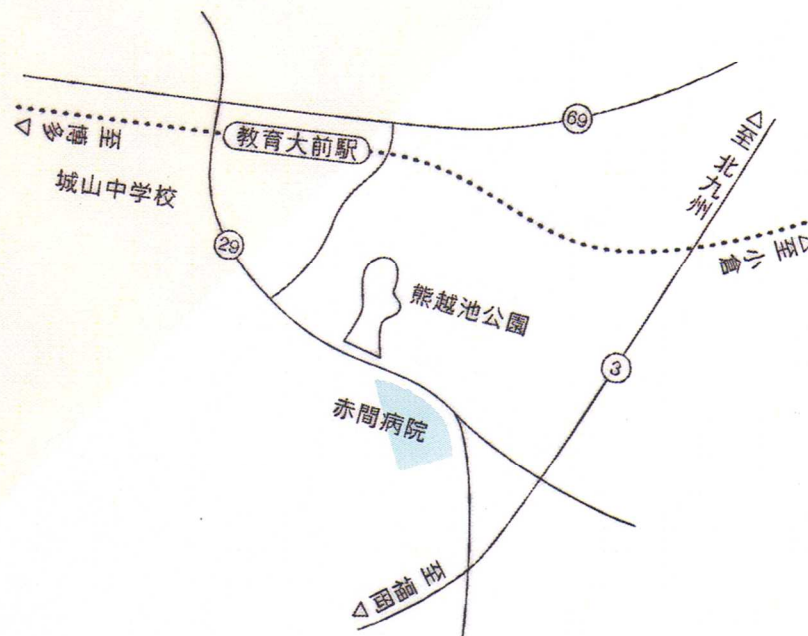 69
至 北九州
至 博多
教育大前駅
城山中学校
29
至 小倉
熊越池公園
3
赤間病院
至 福岡